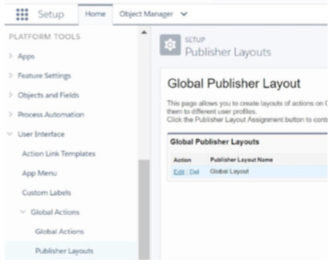 Setup
Home
Object Manager
PLATFORM TOOLS
Apps
Feature Settings
Objects and Fields
Process Automation
User Interface
Action Link Templates
App Menu
Custom Labels
Global Actions
Global Actions
Publisher Layouts
SETUP
Publisher Layouts
Global Publisher Layout
This page allows you to create layouts of actions on
them to different user profiles.
Click the Publisher Layout Assignment button to
Global Publisher Layouts
Action Publisher Layout Name
Edit | Del Global Layout